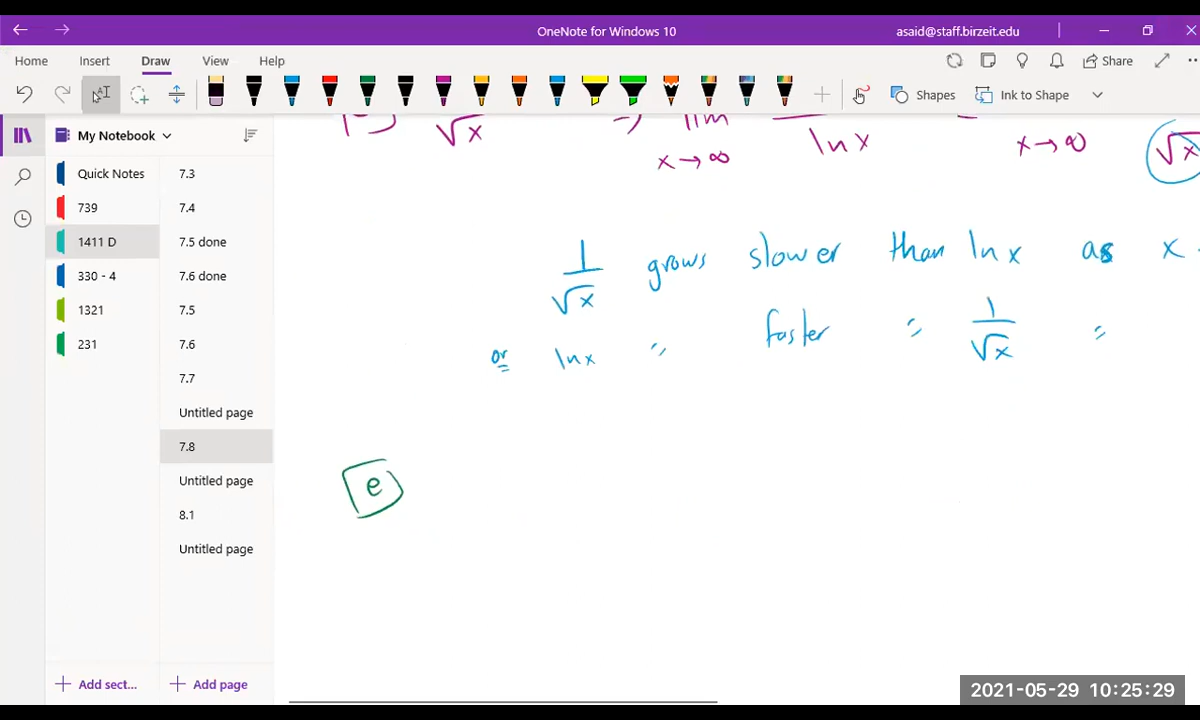 OneNote for Windows 10
asaid@staff.birzeit.edu
Home Insert Draw View Help
Share
Shapes
Ink to Shape
My Notebook
Quick Notes
739
1411 D
330 - 4
1321
231
7.3
7.4
7.5 done
7.6 done
7.5
7.6
7.7
Untitled page
7.8
Untitled page
8.1
Untitled page
Add sect...
Add page
√x ⇒ lim x→∞ ln x = x→∞ √x
1/√x grows slower than ln x as x
or ln x = faster = 1/√x =
e
2021-05-29 10:25:29